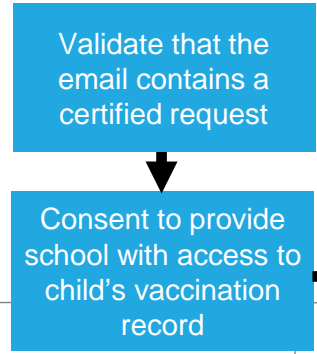 Validate that the
email contains a
certified request
Consent to provide
school with access to
child’s vaccination
record